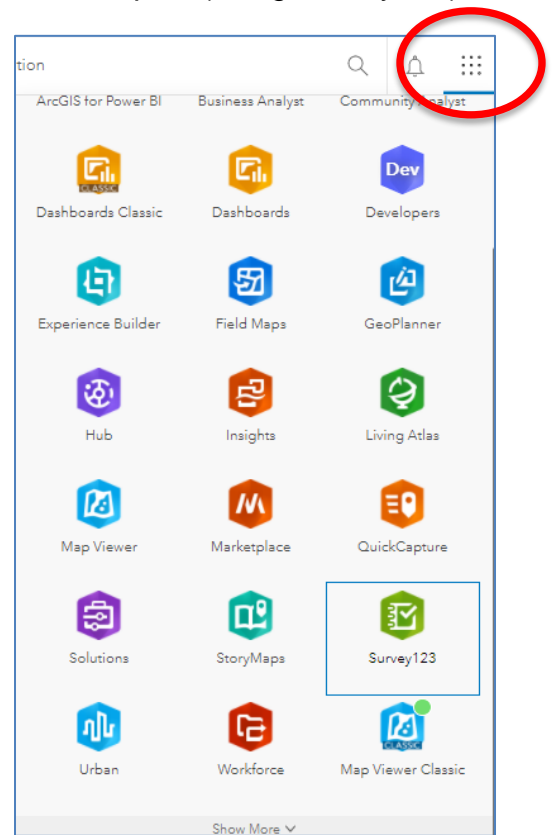 tion
ArcGIS for Power BI Business Analyst Community Analyst
CLASSIC Dev
Dashboards Classic Dashboards Developers
Experience Builder Field Maps GeoPlanner
Hub Insights Living Atlas
Map Viewer Marketplace QuickCapture
Solutions StoryMaps Survey123
CLASSIC
Urban Workforce Map Viewer Classic
Show More